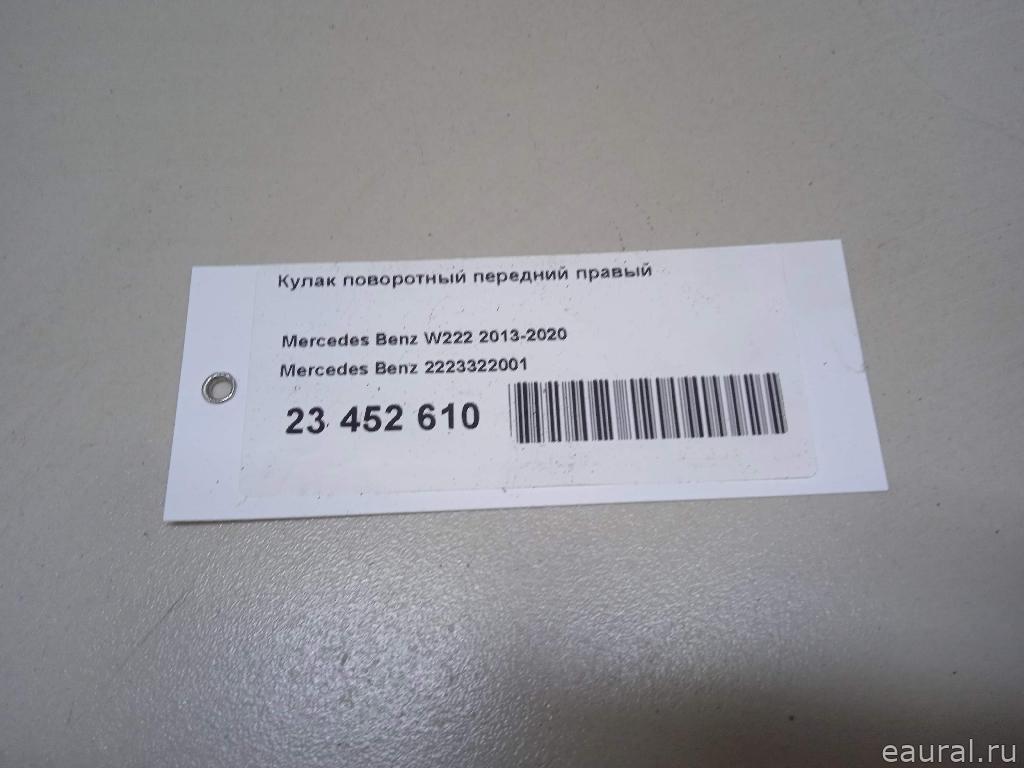 Кулак поворотный передний правый
Mercedes Benz W222 2013-2020
Mercedes Benz 2223322001
23 452 610
eaural.ru